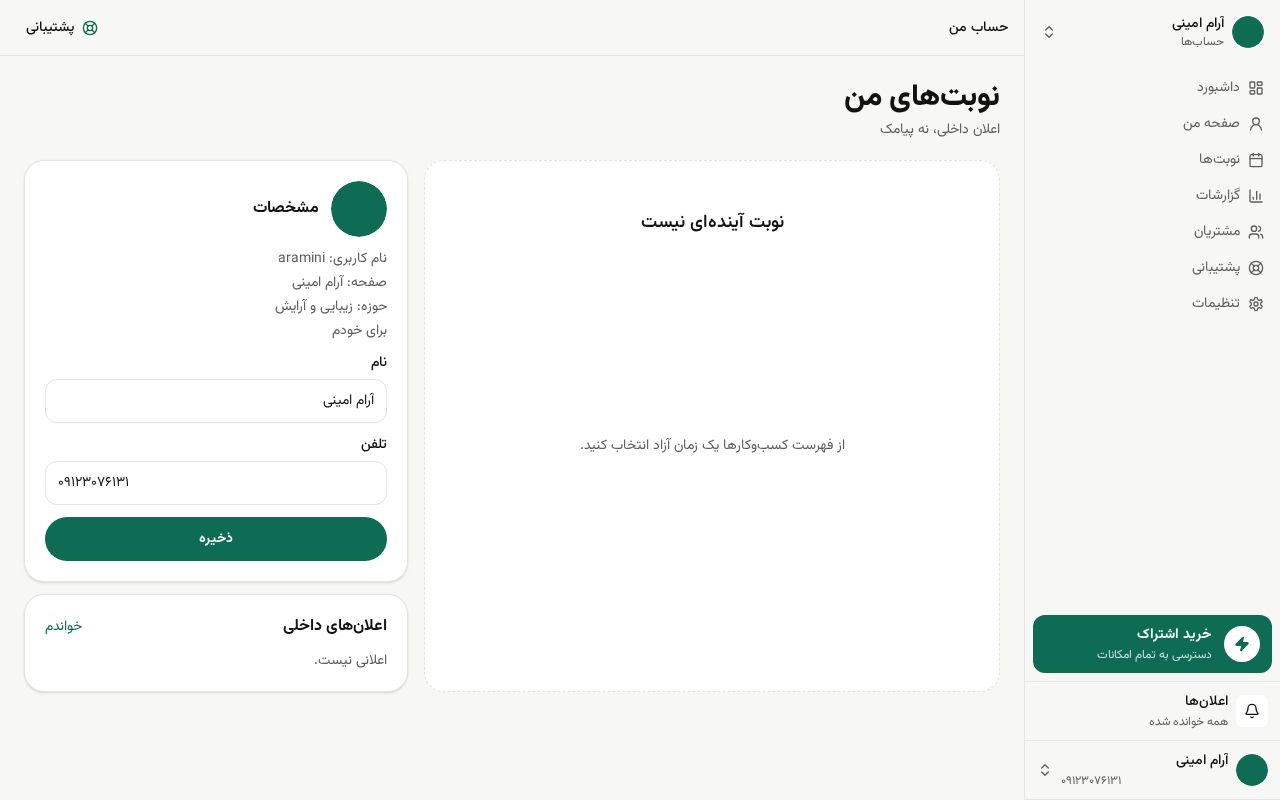 آرام امینی
حساب‌ها
داشبورد
صفحه من
نوبت‌ها
گزارشات
مشتریان
پشتیبانی
تنظیمات
خرید اشتراک
دسترسی به تمام امکانات
اعلان‌ها
همه خوانده شده
آرام امینی
۰۹۱۲۳۰۷۶۱۳۱
حساب من
پشتیبانی
نوبت‌های من
اعلان داخلی، نه پیامک
نوبت آینده‌ای نیست
از فهرست کسب‌وکارها یک زمان آزاد انتخاب کنید.
مشخصات
نام کاربری: aramini
صفحه: آرام امینی
حوزه: زیبایی و آرایش
برای خودم
نام
آرام امینی
تلفن
۰۹۱۲۳۰۷۶۱۳۱
ذخیره
اعلان‌های داخلی
خواندم
اعلانی نیست.